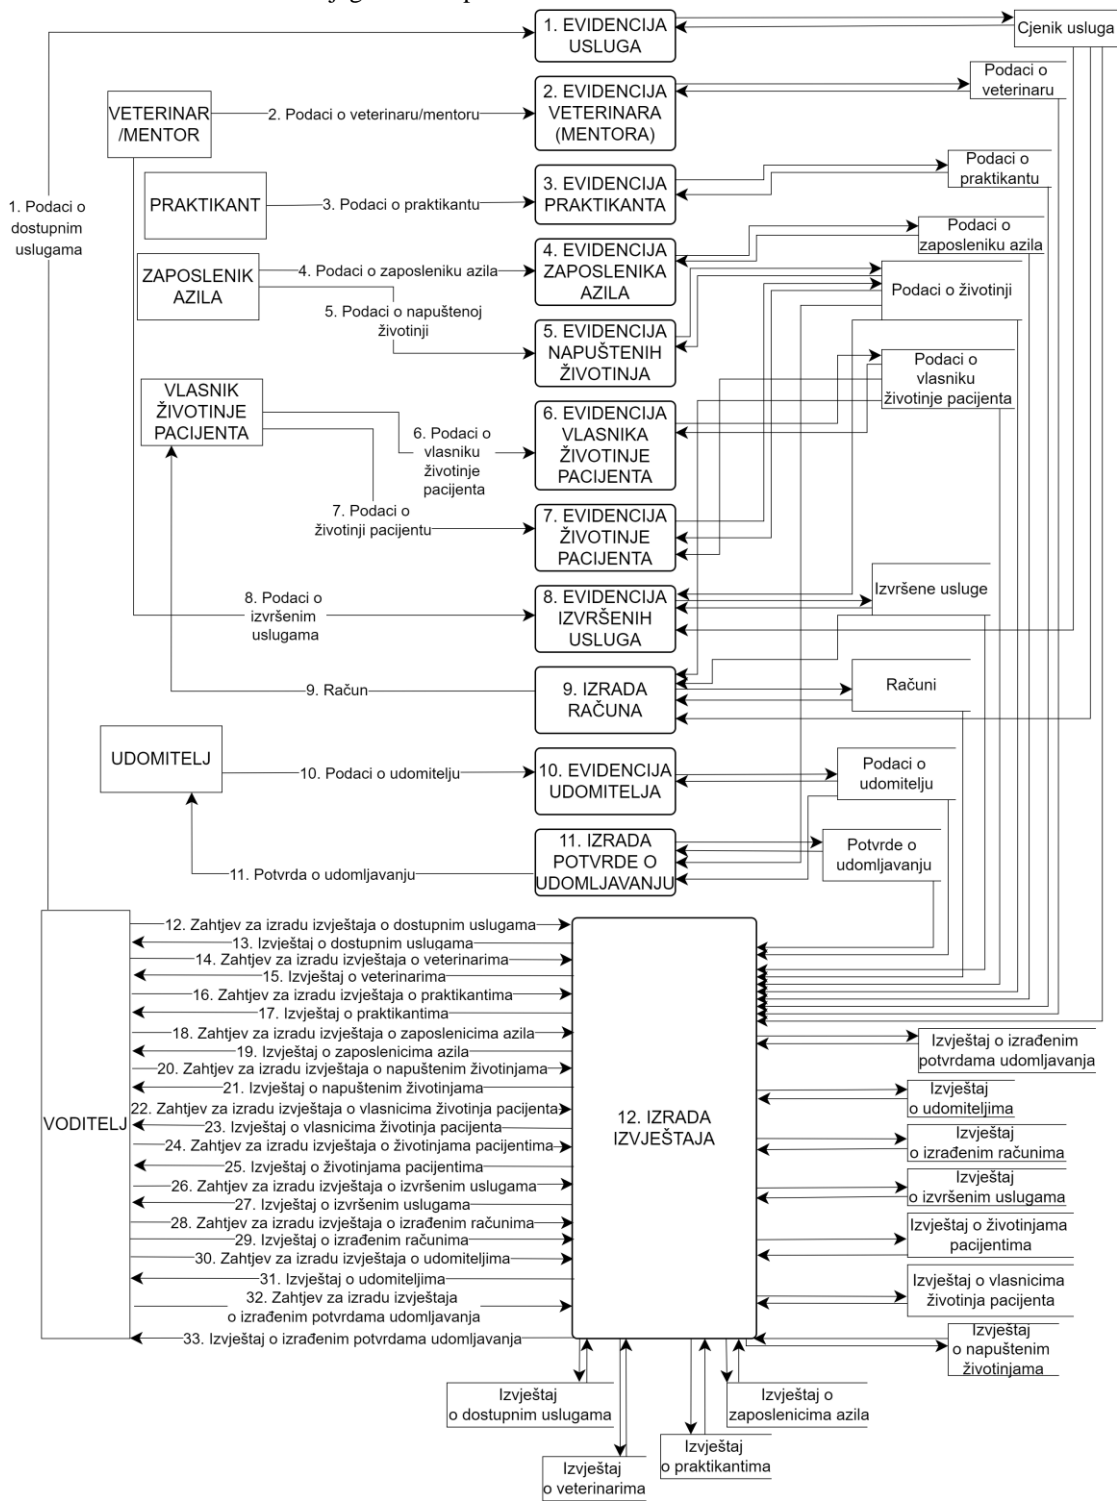 1. EVIDENCIJA
USLUGA
Cjenik usluga
2. EVIDENCIJA
VETERINARA
(MENTORA)
Podaci o
veterinaru
VETERINAR
/MENTOR
2. Podaci o veterinaru/mentoru
3. EVIDENCIJA
PRAKTIKANTA
Podaci o
praktikantu
PRAKTIKANT
3. Podaci o praktikantu
1. Podaci o
dostupnim
uslugama
4. EVIDENCIJA
ZAPOSLENIKA
AZILA
Podaci o
zaposleniku azila
ZAPOSLENIK
AZILA
4. Podaci o zaposleniku azila
5. Podaci o napuštenoj
životinji
Podaci o životinji
5. EVIDENCIJA
NAPUŠTENIH
ŽIVOTINJA
Podaci o
vlasniku
životinje pacijenta
VLASNIK
ŽIVOTINJE
PACIJENTA
6. Podaci o
vlasniku
životinje
pacijenta
6. EVIDENCIJA
VLASNIKA
ŽIVOTINJE
PACIJENTA
7. Podaci o
životinji pacijentu
7. EVIDENCIJA
ŽIVOTINJE
PACIJENTA
8. Podaci o
izvršenim
uslugama
8. EVIDENCIJA
IZVRŠENIH
USLUGA
Izvršene usluge
9. Račun
9. IZRADA
RAČUNA
Računi
UDOMITELJ
10. Podaci o udomitelju
10. EVIDENCIJA
UDOMITELJA
Podaci o
udomitelju
11. Potvrda o udomljavanju
11. IZRADA
POTVRDE O
UDOMLJAVANJU
Potvrde o
udomljavanju
VODITELJ
12. Zahtjev za izradu izvještaja o dostupnim uslugama
13. Izvještaj o dostupnim uslugama
14. Zahtjev za izradu izvještaja o veterinarima
15. Izvještaj o veterinarima
16. Zahtjev za izradu izvještaja o praktikantima
17. Izvještaj o praktikantima
18. Zahtjev za izradu izvještaja o zaposlenicima azila
19. Izvještaj o zaposlenicima azila
20. Zahtjev za izradu izvještaja o napuštenim životinjama
21. Izvještaj o napuštenim životinjama
22. Zahtjev za izradu izvještaja o vlasnicima životinja pacijenta
23. Izvještaj o vlasnicima životinja pacijenta
24. Zahtjev za izradu izvještaja o životinjama pacijentima
25. Izvještaj o životinjama pacijentima
26. Zahtjev za izradu izvještaja o izvršenim uslugama
27. Izvještaj o izvršenim uslugama
28. Zahtjev za izradu izvještaja o izrađenim računima
29. Izvještaj o izrađenim računima
30. Zahtjev za izradu izvještaja o udomiteljima
31. Izvještaj o udomiteljima
32. Zahtjev za izradu izvještaja
o izrađenim potvrdama udomljavanja
33. Izvještaj o izrađenim potvrdama udomljavanja
12. IZRADA
IZVJEŠTAJA
Izvještaj o izrađenim
potvrdama udomljavanja
Izvještaj
o udomiteljima
Izvještaj
o izrađenim računima
Izvještaj
o izvršenim uslugama
Izvještaj o životinjama
pacijentima
Izvještaj o vlasnicima
životinja pacijenta
Izvještaj
o napuštenim
životinjama
Izvještaj
o dostupnim uslugama
Izvještaj o
zaposlenicima azila
Izvještaj
o praktikantima
Izvještaj
o veterinarima